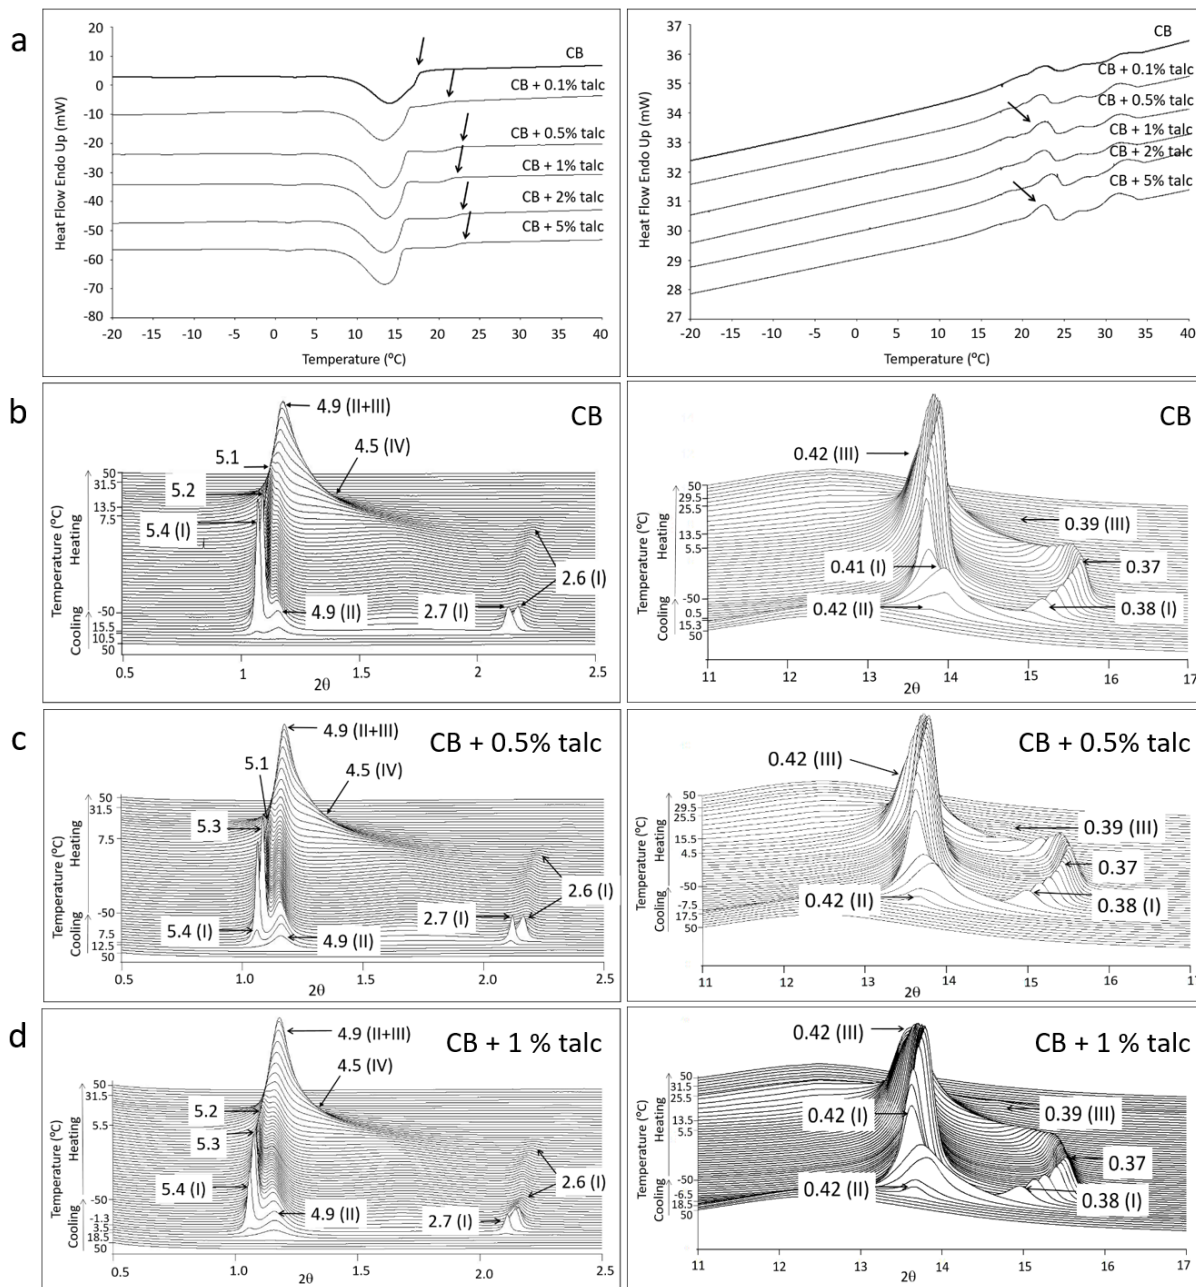 a
Heat Flow Endo Up (mW)
20
10
0
-10
-20
-30
-40
-50
-60
-70
-80
CB
CB + 0.1% talc
CB + 0.5% talc
CB + 1% talc
CB + 2% talc
CB + 5% talc
-20 -15 -10 -5 0 5 10 15 20 25 30 35 40
Temperature (°C)
Heat Flow Endo Up (mW)
37
36
35
34
33
32
31
30
29
28
27
CB
CB + 0.1% talc
CB + 0.5% talc
CB + 1% talc
CB + 2% talc
CB + 5% talc
-20 -15 -10 -5 0 5 10 15 20 25 30 35 40
Temperature (°C)
b
CB
4.9 (II+III)
4.5 (IV)
5.1
5.2
5.4 (I)
4.9 (II)
2.7 (I)
2.6 (I)
Temperature (°C)
Cooling
Heating
50
31.5
13.5
7.5
-50
15.5
10.5
50
0.5 1 1.5 2 2.5
2θ
CB
0.42 (III)
0.39 (III)
0.41 (I)
0.37
0.42 (II)
0.38 (I)
Temperature (°C)
Cooling
Heating
50
29.5
25.5
13.5
5.5
-50
0.5
15.3
50
11 12 13 14 15 16 17
2θ
c
CB + 0.5% talc
4.9 (II+III)
5.1
4.5 (IV)
5.3
5.4 (I)
4.9 (II)
2.7 (I)
2.6 (I)
Temperature (°C)
Cooling
Heating
50
31.5
7.5
-50
7.5
12.5
50
0.5 1.0 1.5 2.0 2.5
2θ
CB + 0.5% talc
0.42 (III)
0.39 (III)
0.37
0.42 (II)
0.38 (I)
Temperature (°C)
Cooling
Heating
50
29.5
15.5
4.5
-50
-7.5
17.5
50
11 12 13 14 15 16 17
2θ
d
CB + 1 % talc
4.9 (II+III)
4.5 (IV)
5.2
5.3
5.4 (I)
4.9 (II)
2.7 (I)
2.6 (I)
Temperature (°C)
Cooling
Heating
50
31.5
5.5
-50
-1.3
3.5
18.5
50
0.5 1.0 1.5 2.0 2.5
2θ
CB + 1 % talc
0.42 (III)
0.42 (I)
0.39 (III)
0.37
0.42 (II)
0.38 (I)
Temperature (°C)
Cooling
Heating
50
31.5
25.5
13.5
5.5
-50
-6.5
18.5
50
11 12 13 14 15 16 17
2θ